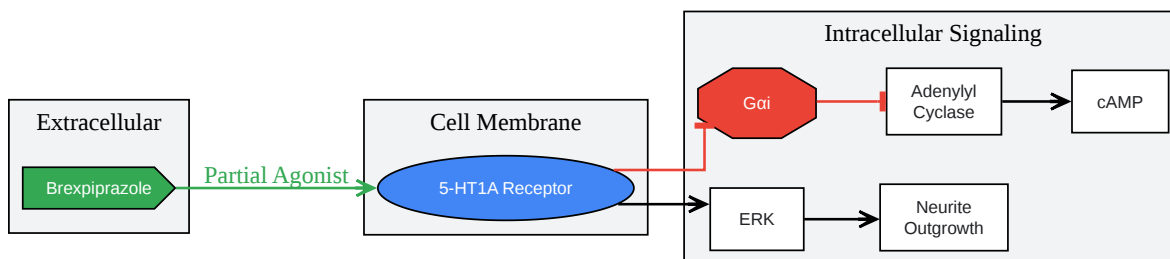 Extracellular
Brexpiprazole
Partial Agonist
Cell Membrane
5-HT1A Receptor
Intracellular Signaling
Gαi
Adenylyl
Cyclase
cAMP
ERK
Neurite
Outgrowth